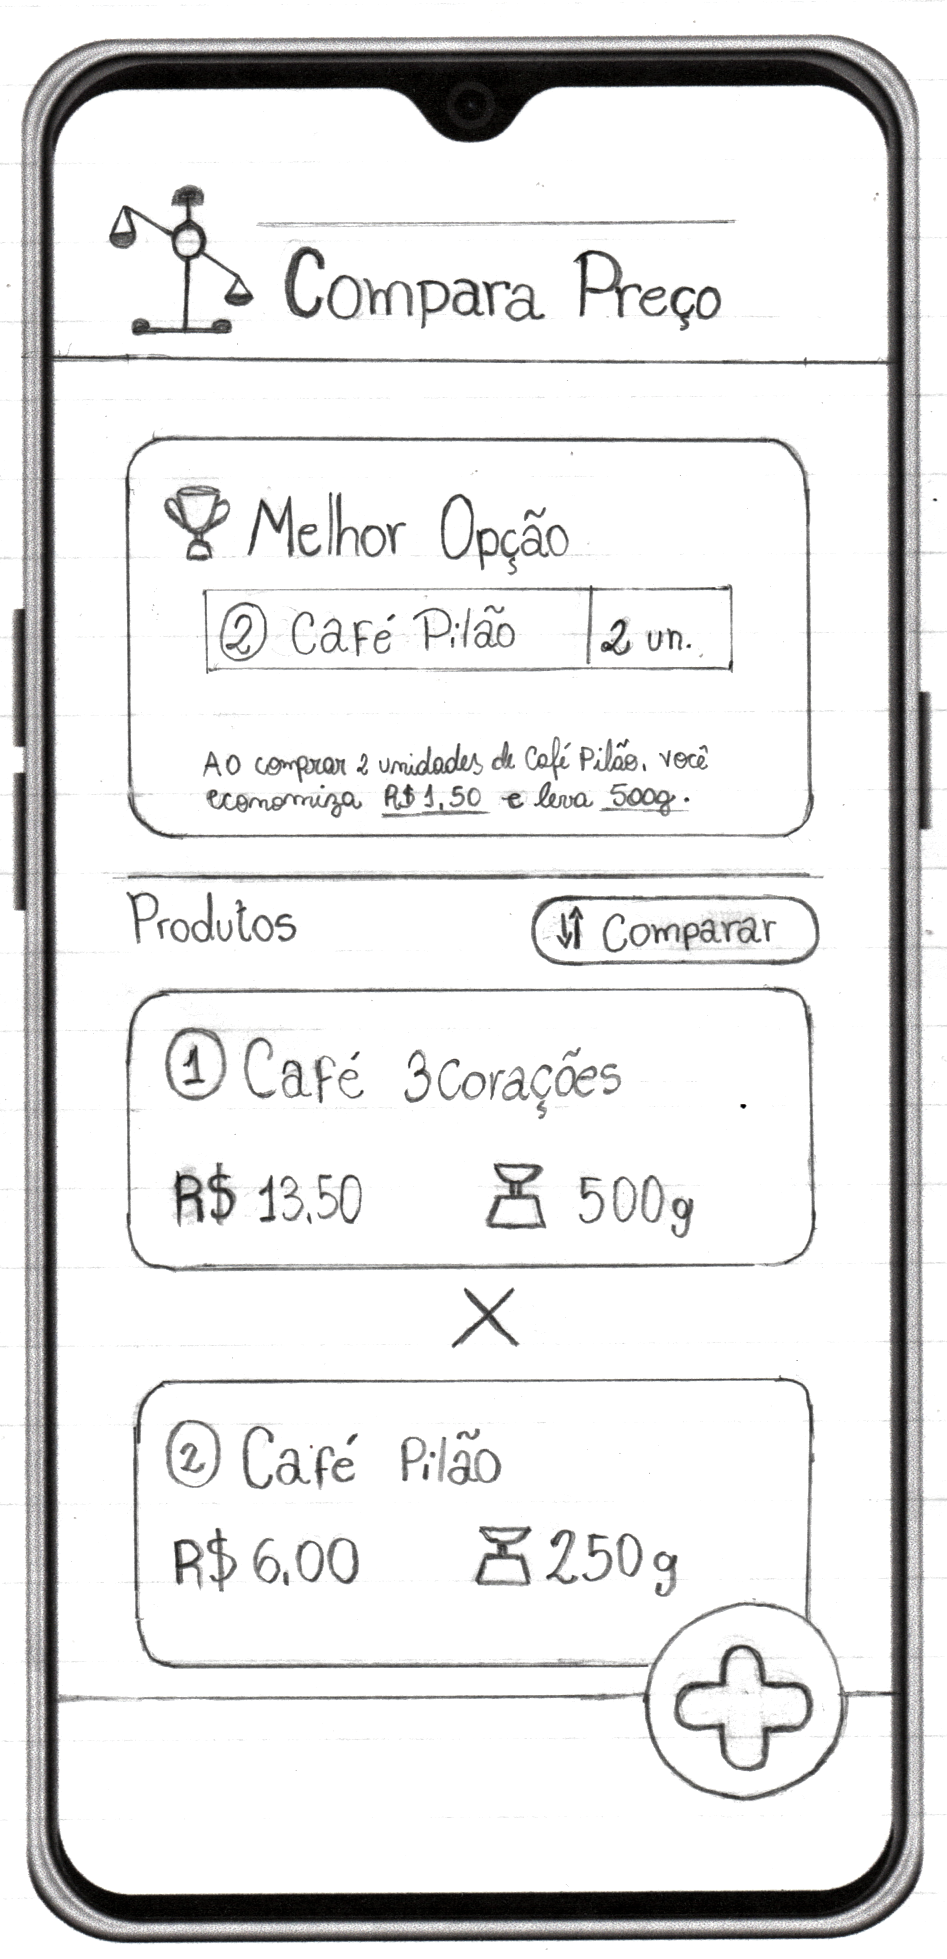 Compara Preço
Melhor Opção
2 Café Pilão 2 un.
Ao comprar 2 unidades de Café Pilão, você
economiza R$ 1,50 e leva 500g.
Produtos
Comparar
1 Café 3Corações
R$ 13,50 500g
X
2 Café Pilão
R$ 6,00 250g